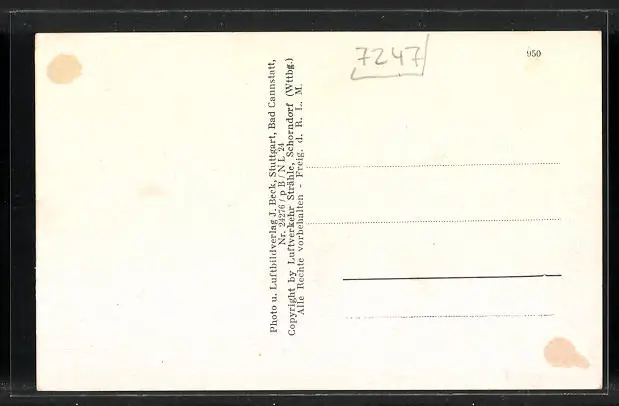 Photo u. Luftbildverlag J. Beck, Stuttgart, Bad Cannstatt,
Nr. 24276 / p B / N L 24
Copyright by Luftverkehr Strähle, Schorndorf (Wttbg.)
Alle Rechte vorbehalten - Freig. d. R. L. M.
7247
950